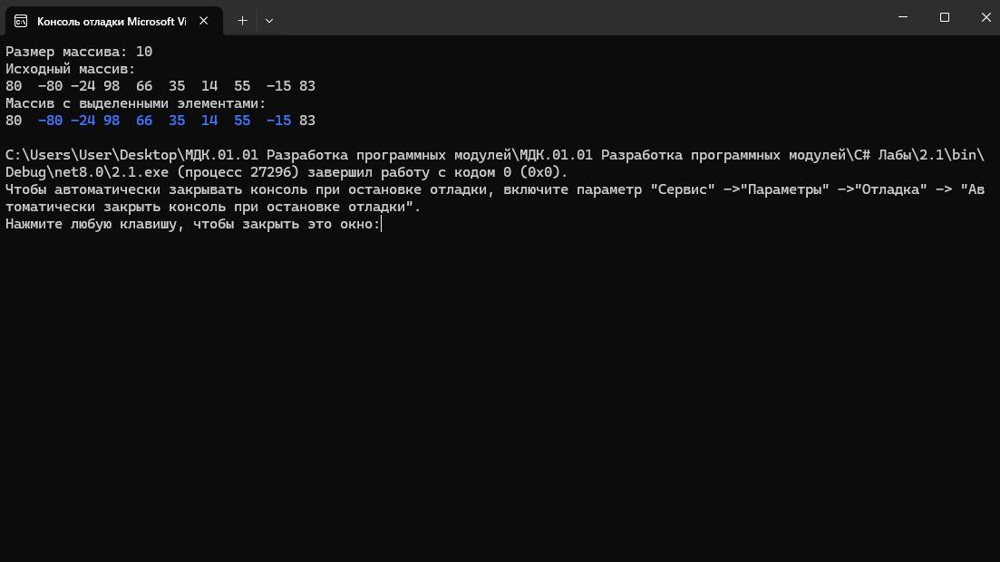 Консоль отладки Microsoft Vi
Размер массива: 10
Исходный массив:
80  -80 -24 98  66  35  14  55  -15 83
Массив с выделенными элементами:
80  -80 -24 98  66  35  14  55  -15 83
C:\Users\User\Desktop\МДК.01.01 Разработка программных модулей\МДК.01.01 Разработка программных модулей\C# Лабы\2.1\bin\
Debug\net8.0\2.1.exe (процесс 27296) завершил работу с кодом 0 (0x0).
Чтобы автоматически закрывать консоль при остановке отладки, включите параметр "Сервис" ->"Параметры" ->"Отладка" -> "Ав
томатически закрыть консоль при остановке отладки".
Нажмите любую клавишу, чтобы закрыть это окно: